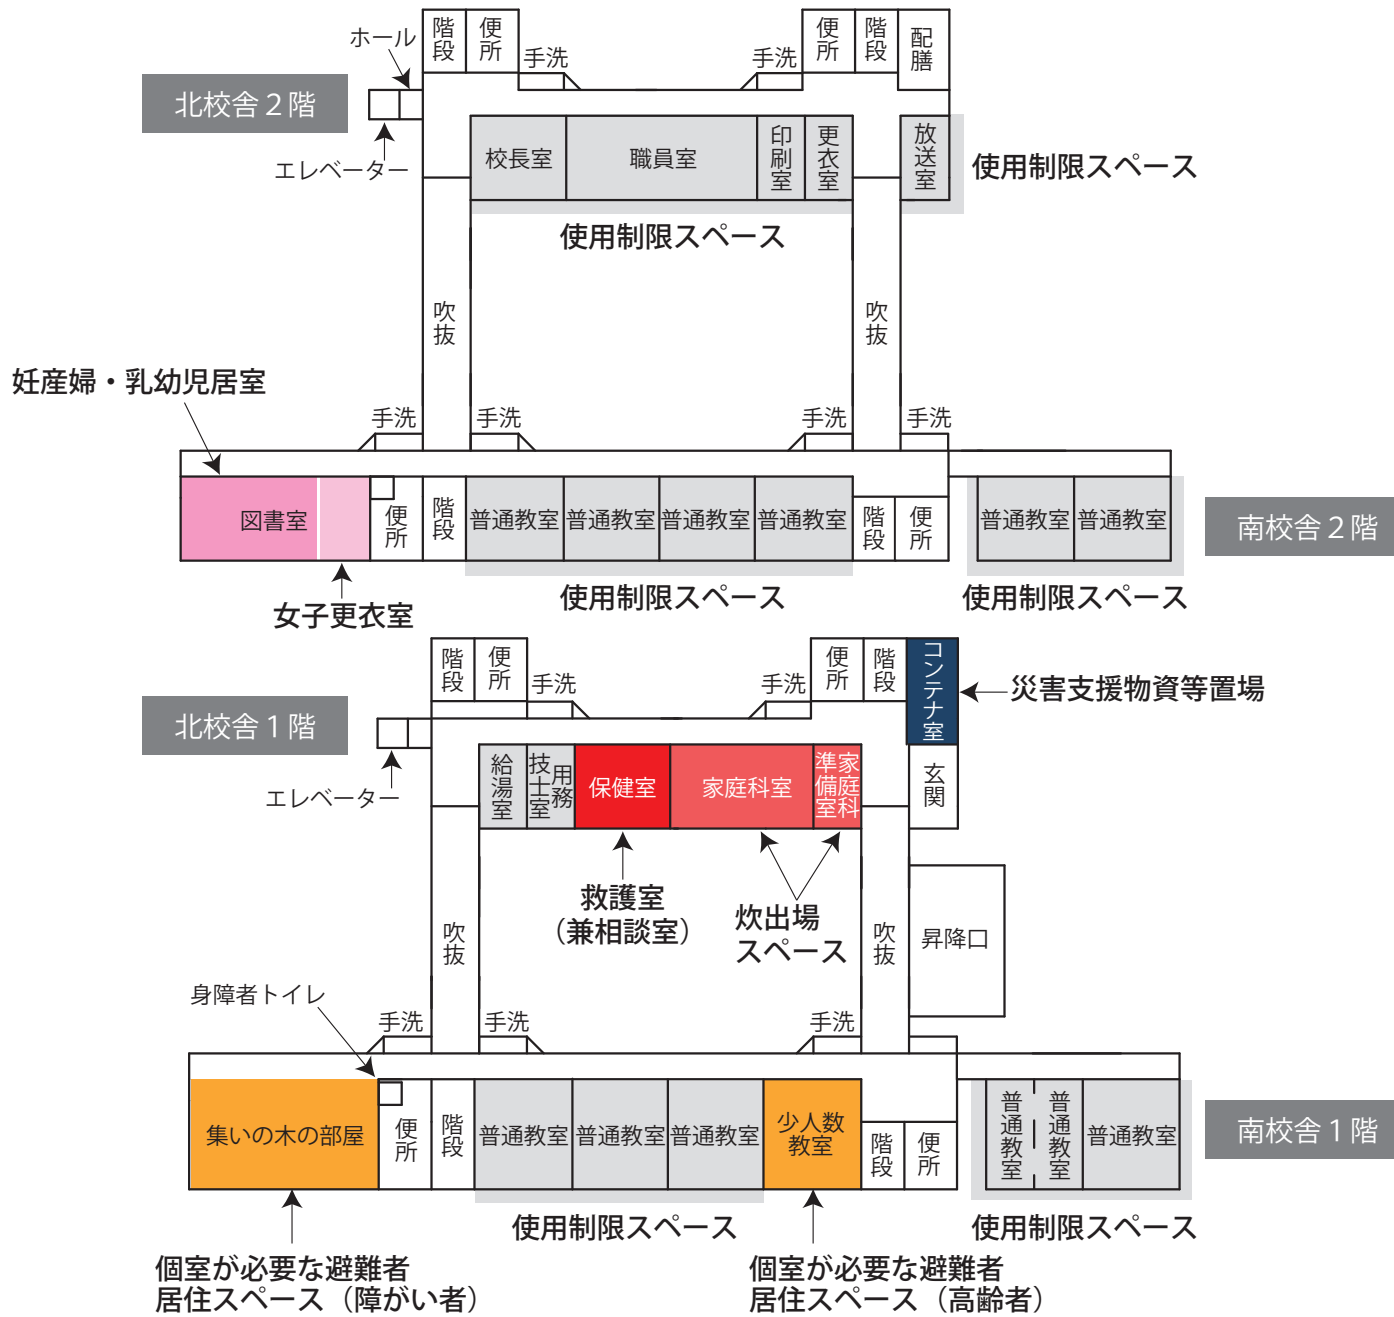 階段
便所
ホール
手洗
手洗
便所
階段
配膳
北校舎２階
エレベーター
校長室
職員室
印刷室
更衣室
放送室
使用制限スペース
使用制限スペース
吹抜
吹抜
妊産婦・乳幼児居室
手洗
手洗
手洗
手洗
図書室
便所
階段
普通教室
普通教室
普通教室
普通教室
階段
便所
普通教室
普通教室
南校舎２階
女子更衣室
使用制限スペース
使用制限スペース
階段
便所
手洗
手洗
便所
階段
コンテナ室
災害支援物資等置場
北校舎１階
エレベーター
給湯室
用務
技士室
保健室
家庭科室
家庭科
準備室
玄関
救護室
（兼相談室）
炊出場
スペース
吹抜
吹抜
昇降口
身障者トイレ
手洗
手洗
手洗
集いの木の部屋
便所
階段
普通教室
普通教室
普通教室
少人数
教室
階段
便所
普通教室
普通教室
普通教室
南校舎１階
使用制限スペース
使用制限スペース
個室が必要な避難者
居住スペース（障がい者）
個室が必要な避難者
居住スペース（高齢者）